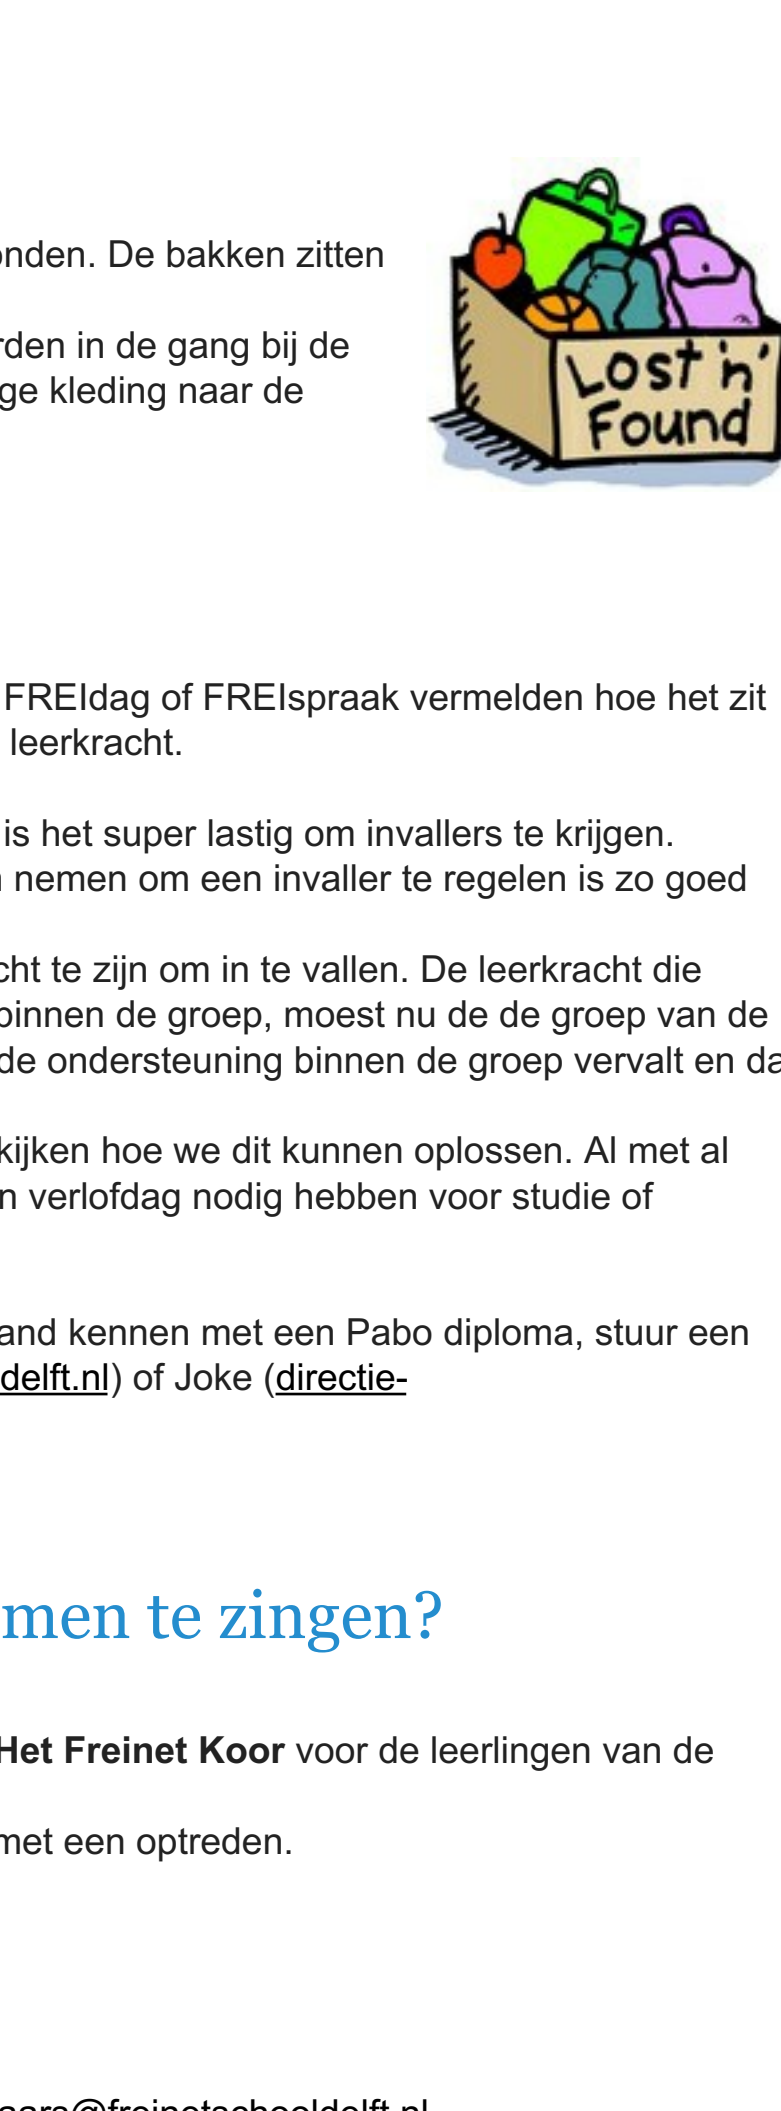 onden. De bakken zitten
Lost 'n'
Found
rden in de gang bij de
ge kleding naar de
FREIdag of FREIspraak vermelden hoe het zit
leerkracht.
is het super lastig om invallers te krijgen.
nemen om een invaller te regelen is zo goed
cht te zijn om in te vallen. De leerkracht die
binnen de groep, moest nu de de groep van de
de ondersteuning binnen de groep vervalt en da
kijken hoe we dit kunnen oplossen. Al met al
n verlofdag nodig hebben voor studie of
and kennen met een Pabo diploma, stuur een
delft.nl) of Joke (directie-
men te zingen?
Het Freinet Koor voor de leerlingen van de
met een optreden.
aars@freinetschooldelft.nl